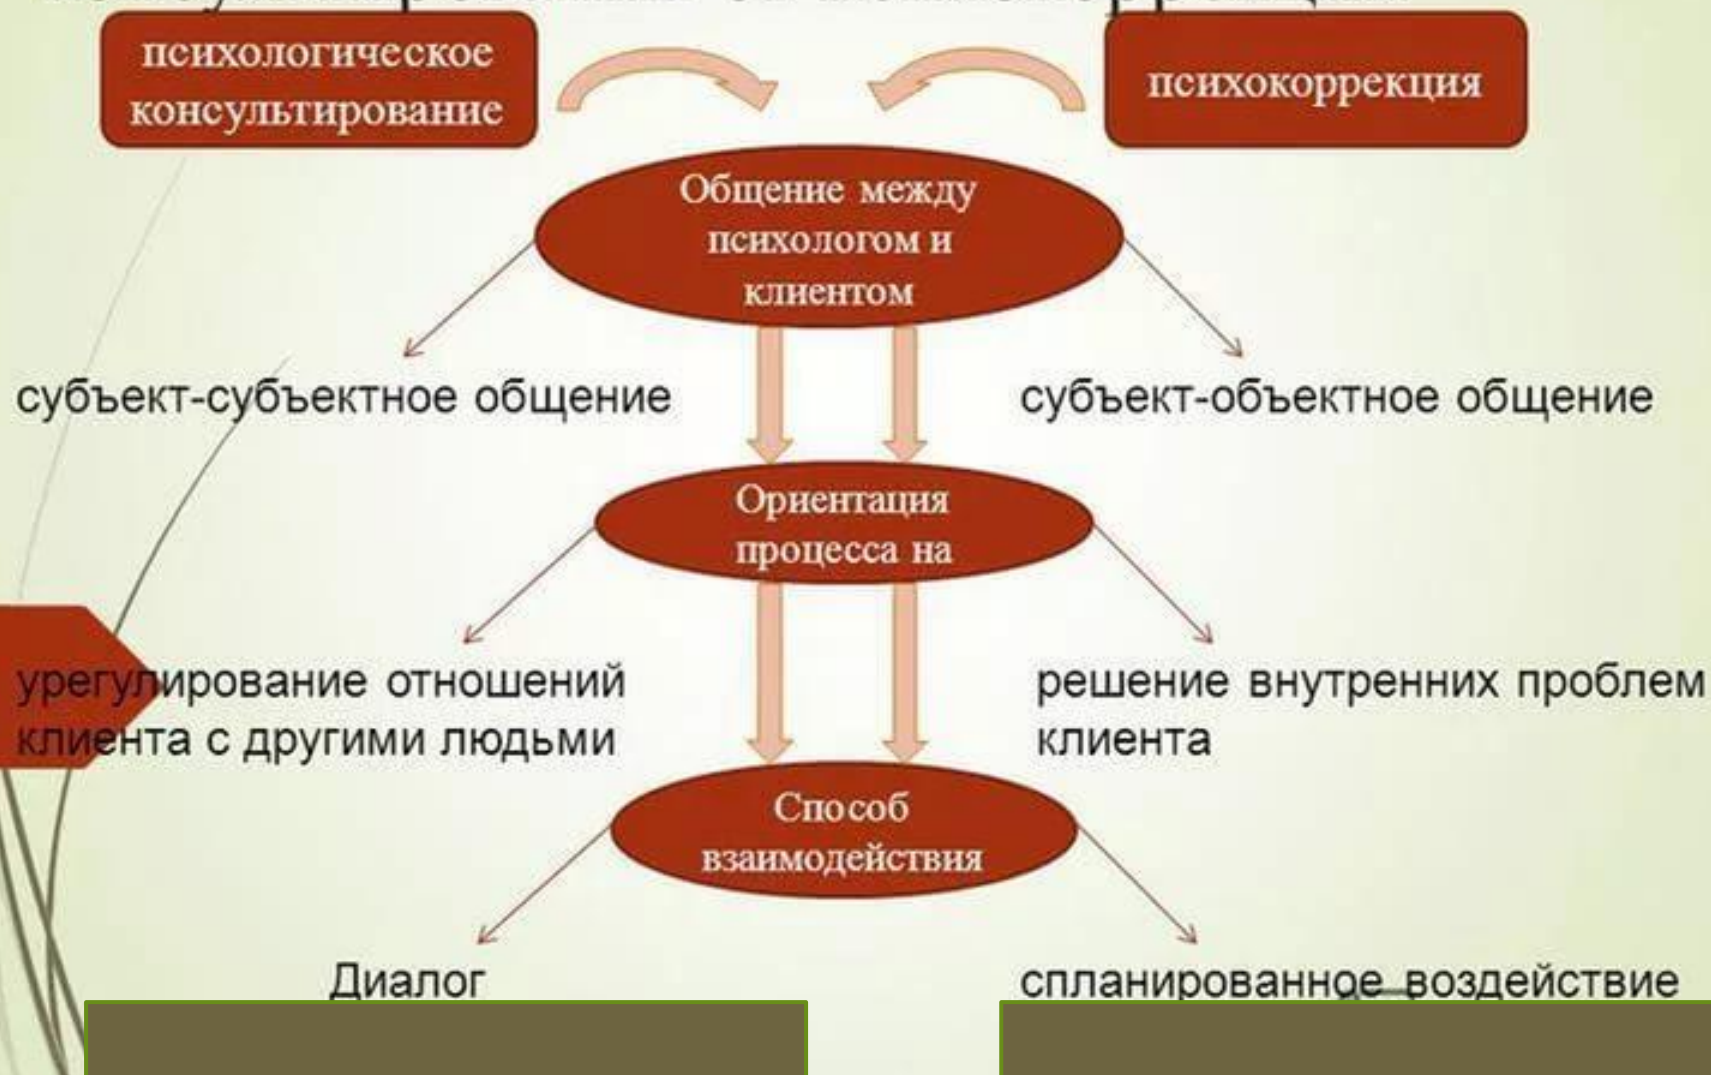 психологическое
консультирование
психокоррекция
Общение между
психологом и
клиентом
субъект-субъектное общение
субъект-объектное общение
Ориентация
процесса на
урегулирование отношений
клиента с другими людьми
решение внутренних проблем
клиента
Способ
взаимодействия
Диалог
спланированное воздействие